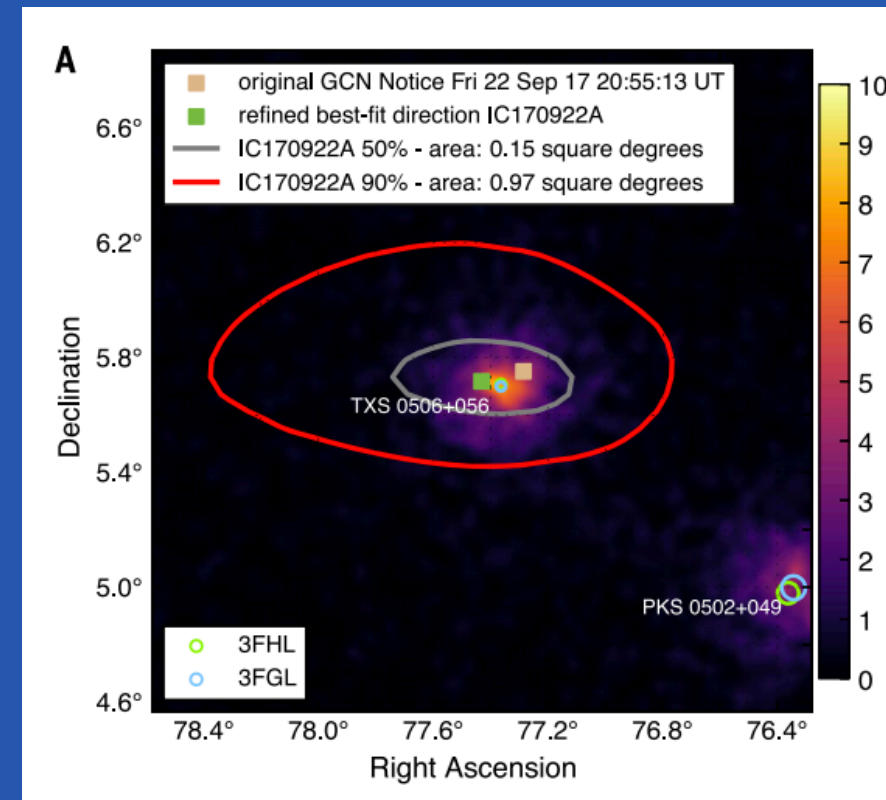 A
original GCN Notice Fri 22 Sep 17 20:55:13 UT
refined best-fit direction IC170922A
IC170922A 50% - area: 0.15 square degrees
IC170922A 90% - area: 0.97 square degrees
6.6°
6.2°
5.8°
5.4°
5.0°
4.6°
Declination
TXS 0506+056
PKS 0502+049
3FHL
3FGL
78.4° 78.0° 77.6° 77.2° 76.8° 76.4°
Right Ascension
10
9
8
7
6
5
4
3
2
1
0